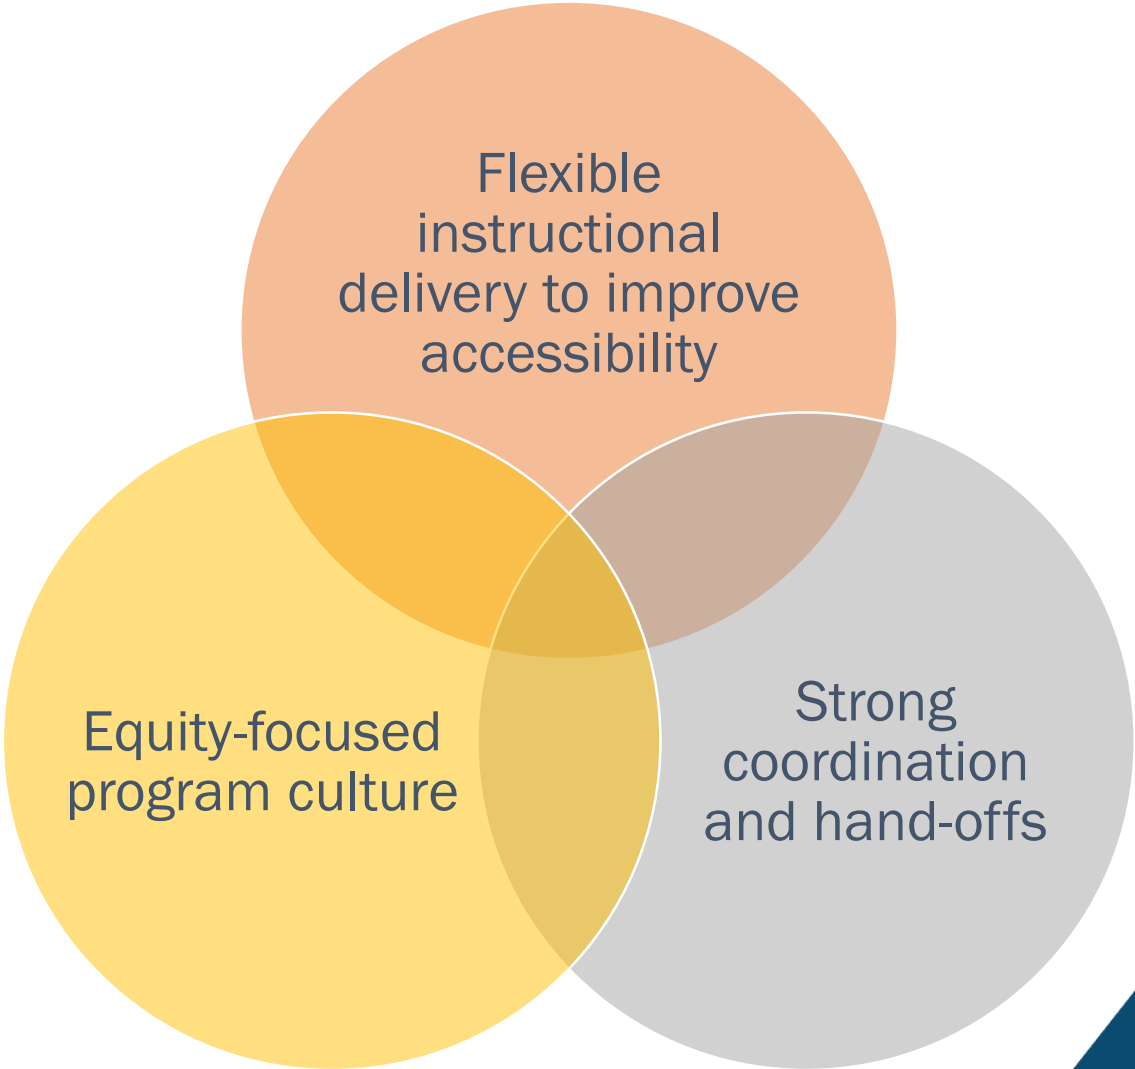 Flexible
instructional
delivery to improve
accessibility
Equity-focused
program culture
Strong
coordination
and hand-offs